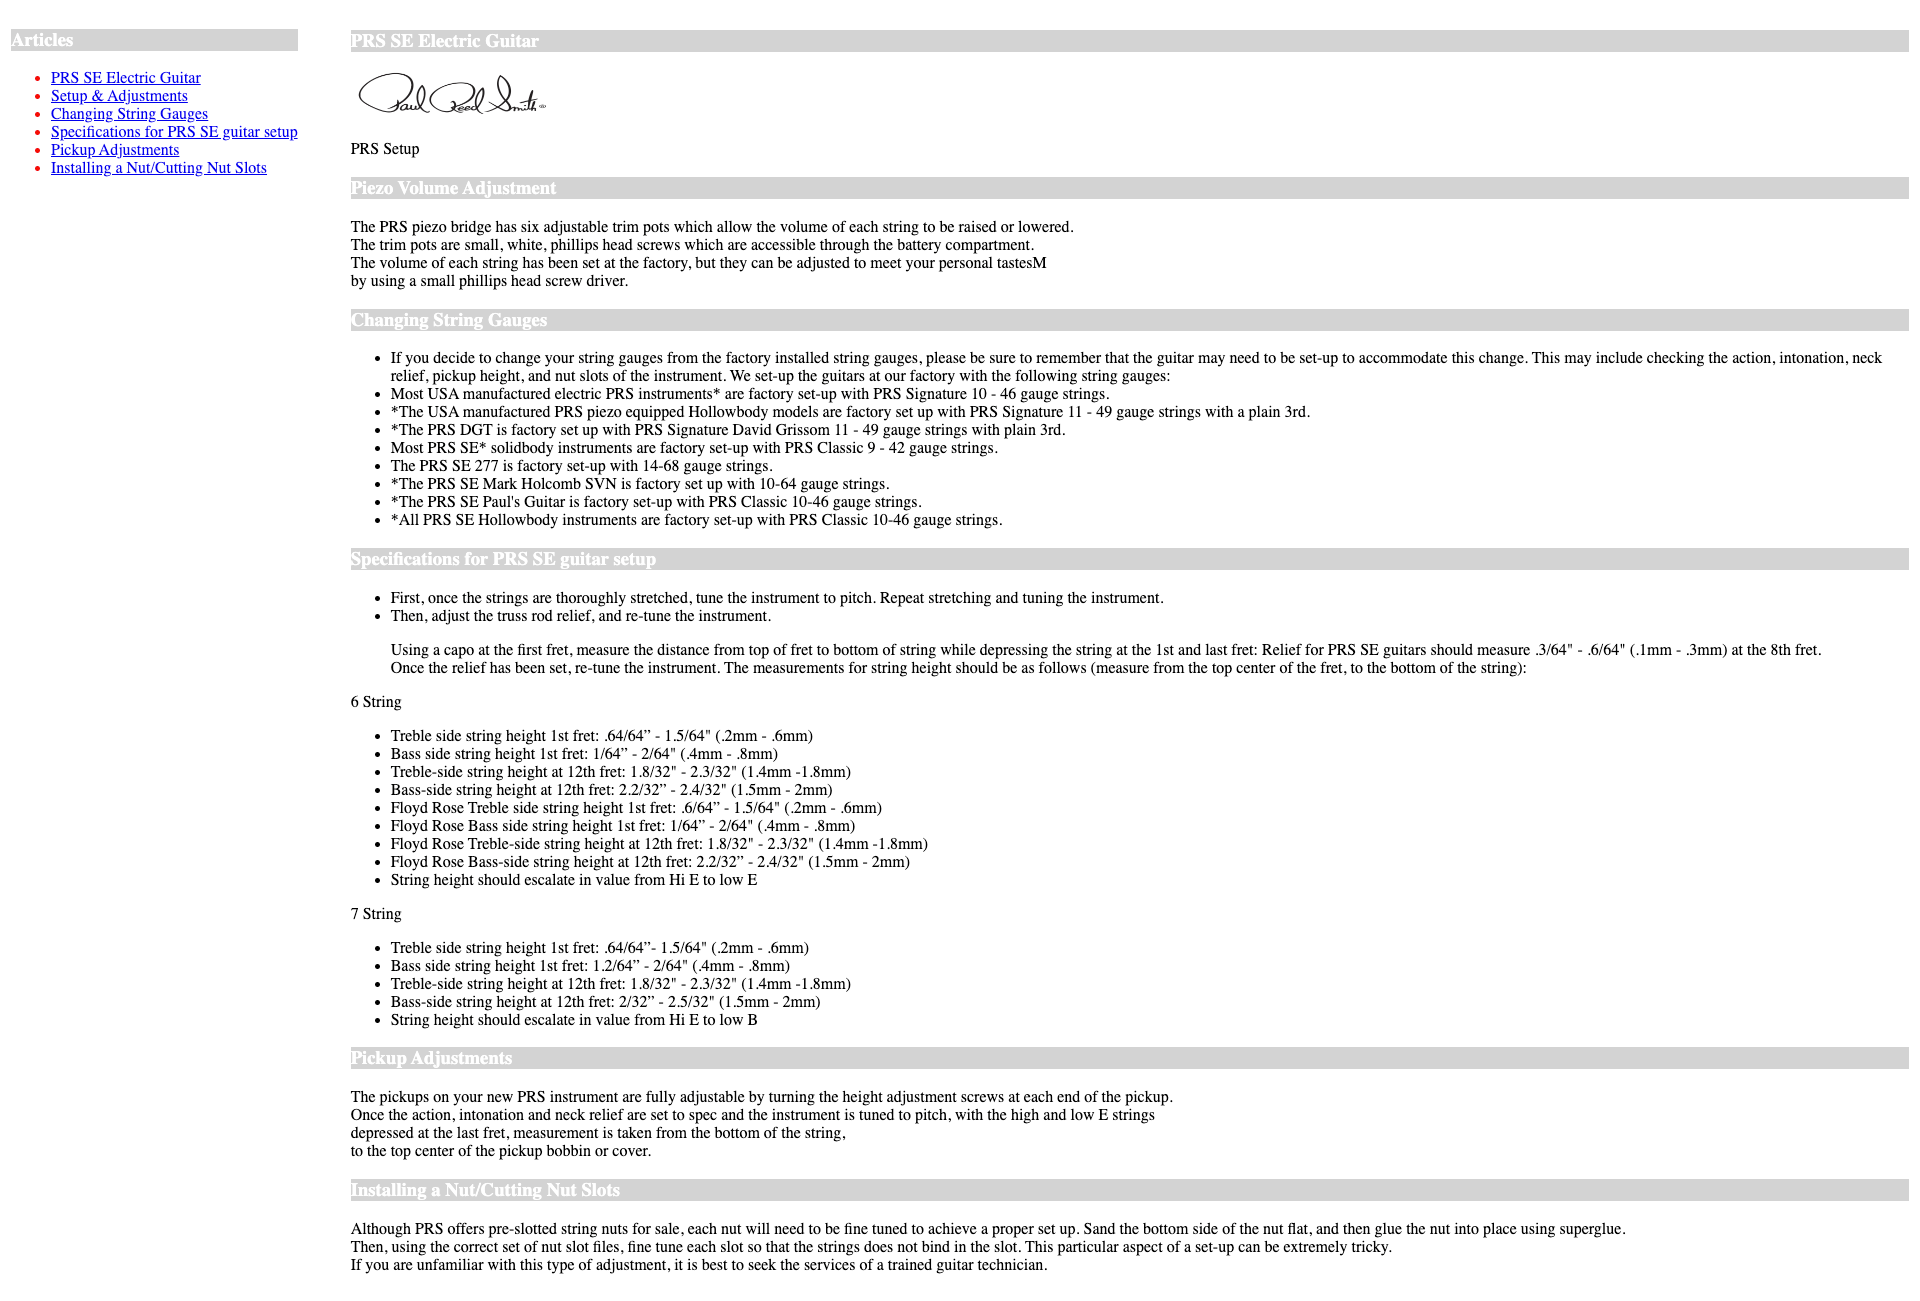 Articles
PRS SE Electric Guitar
Setup & Adjustments
Changing String Gauges
Specifications for PRS SE guitar setup
Pickup Adjustments
Installing a Nut/Cutting Nut Slots
PRS SE Electric Guitar
Paul Reed Smith
PRS Setup
Piezo Volume Adjustment
The PRS piezo bridge has six adjustable trim pots which allow the volume of each string to be raised or lowered.
The trim pots are small, white, phillips head screws which are accessible through the battery compartment.
The volume of each string has been set at the factory, but they can be adjusted to meet your personal tastesM
by using a small phillips head screw driver.
Changing String Gauges
If you decide to change your string gauges from the factory installed string gauges, please be sure to remember that the guitar may need to be set-up to accommodate this change. This may include checking the action, intonation, neck
relief, pickup height, and nut slots of the instrument. We set-up the guitars at our factory with the following string gauges:
Most USA manufactured electric PRS instruments* are factory set-up with PRS Signature 10 - 46 gauge strings.
*The USA manufactured PRS piezo equipped Hollowbody models are factory set up with PRS Signature 11 - 49 gauge strings with a plain 3rd.
*The PRS DGT is factory set up with PRS Signature David Grissom 11 - 49 gauge strings with plain 3rd.
Most PRS SE* solidbody instruments are factory set-up with PRS Classic 9 - 42 gauge strings.
The PRS SE 277 is factory set-up with 14-68 gauge strings.
*The PRS SE Mark Holcomb SVN is factory set up with 10-64 gauge strings.
*The PRS SE Paul's Guitar is factory set-up with PRS Classic 10-46 gauge strings.
*All PRS SE Hollowbody instruments are factory set-up with PRS Classic 10-46 gauge strings.
Specifications for PRS SE guitar setup
First, once the strings are thoroughly stretched, tune the instrument to pitch. Repeat stretching and tuning the instrument.
Then, adjust the truss rod relief, and re-tune the instrument.
Using a capo at the first fret, measure the distance from top of fret to bottom of string while depressing the string at the 1st and last fret: Relief for PRS SE guitars should measure .3/64" - .6/64" (.1mm - .3mm) at the 8th fret.
Once the relief has been set, re-tune the instrument. The measurements for string height should be as follows (measure from the top center of the fret, to the bottom of the string):
6 String
Treble side string height 1st fret: .64/64” - 1.5/64" (.2mm - .6mm)
Bass side string height 1st fret: 1/64” - 2/64" (.4mm - .8mm)
Treble-side string height at 12th fret: 1.8/32" - 2.3/32" (1.4mm -1.8mm)
Bass-side string height at 12th fret: 2.2/32” - 2.4/32" (1.5mm - 2mm)
Floyd Rose Treble side string height 1st fret: .6/64” - 1.5/64" (.2mm - .6mm)
Floyd Rose Bass side string height 1st fret: 1/64” - 2/64" (.4mm - .8mm)
Floyd Rose Treble-side string height at 12th fret: 1.8/32" - 2.3/32" (1.4mm -1.8mm)
Floyd Rose Bass-side string height at 12th fret: 2.2/32” - 2.4/32" (1.5mm - 2mm)
String height should escalate in value from Hi E to low E
7 String
Treble side string height 1st fret: .64/64”- 1.5/64" (.2mm - .6mm)
Bass side string height 1st fret: 1.2/64” - 2/64" (.4mm - .8mm)
Treble-side string height at 12th fret: 1.8/32" - 2.3/32" (1.4mm -1.8mm)
Bass-side string height at 12th fret: 2/32” - 2.5/32" (1.5mm - 2mm)
String height should escalate in value from Hi E to low B
Pickup Adjustments
The pickups on your new PRS instrument are fully adjustable by turning the height adjustment screws at each end of the pickup.
Once the action, intonation and neck relief are set to spec and the instrument is tuned to pitch, with the high and low E strings
depressed at the last fret, measurement is taken from the bottom of the string,
to the top center of the pickup bobbin or cover.
Installing a Nut/Cutting Nut Slots
Although PRS offers pre-slotted string nuts for sale, each nut will need to be fine tuned to achieve a proper set up. Sand the bottom side of the nut flat, and then glue the nut into place using superglue.
Then, using the correct set of nut slot files, fine tune each slot so that the strings does not bind in the slot. This particular aspect of a set-up can be extremely tricky.
If you are unfamiliar with this type of adjustment, it is best to seek the services of a trained guitar technician.